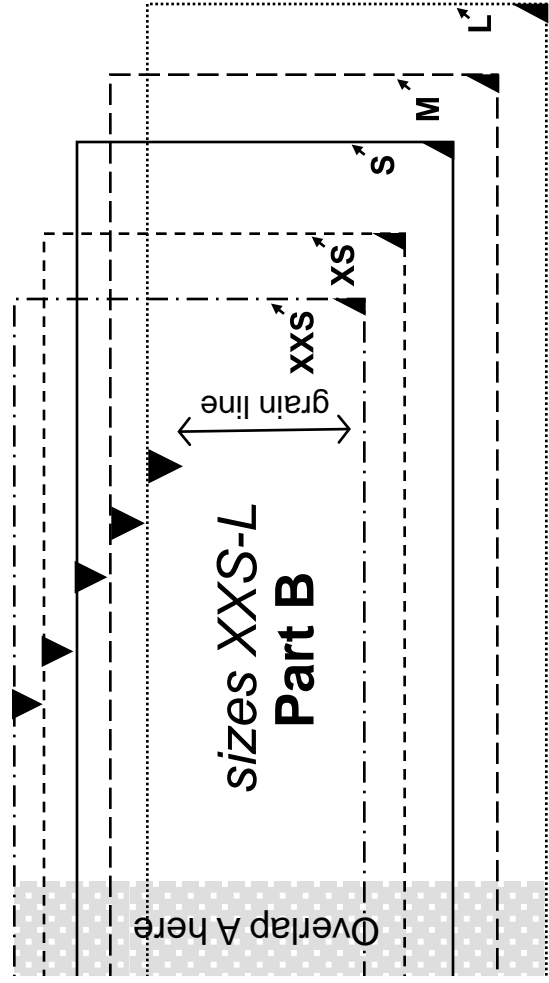 L
M
S
XS
XXS
grain line
sizes XXS-L
Part B
Overlap A here